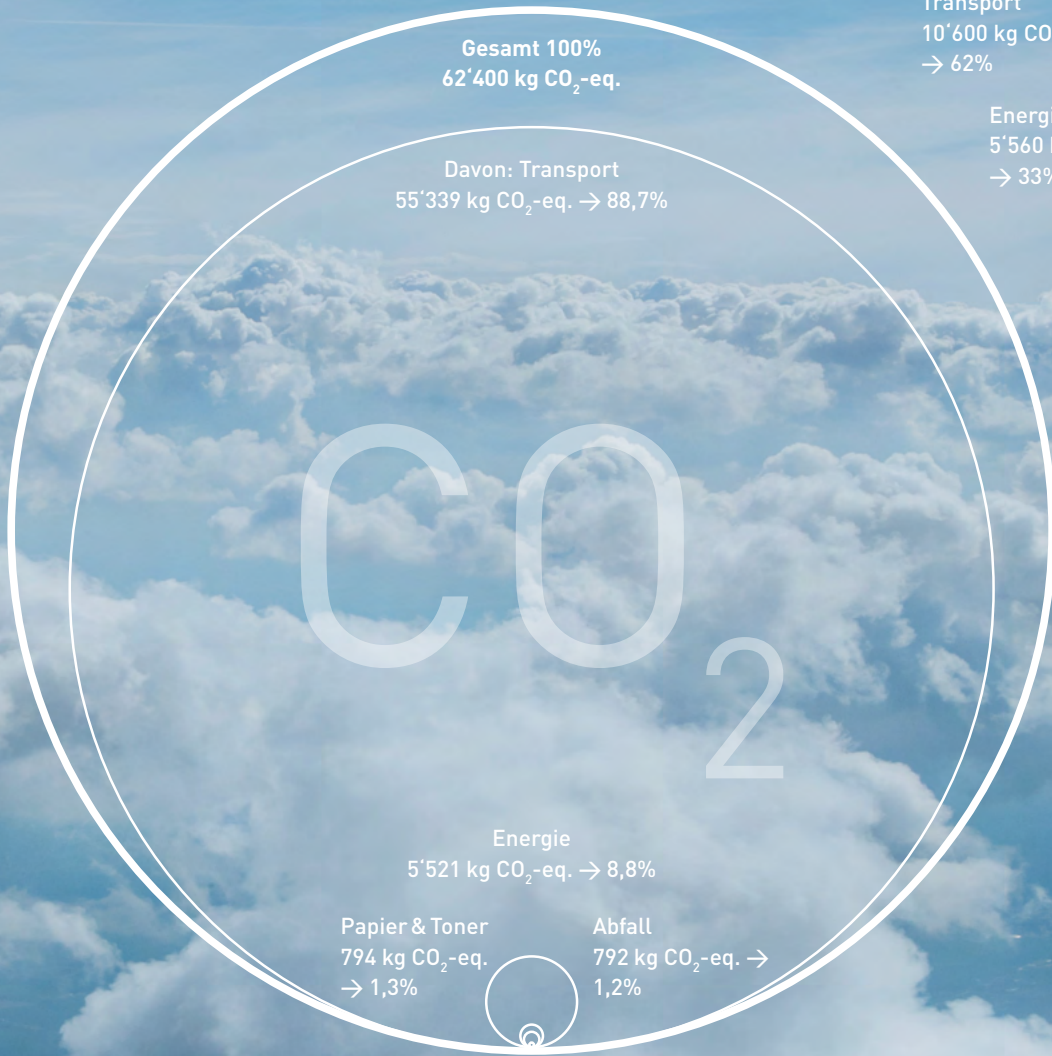 Transport
10‘600 kg CO
→ 62%
Gesamt 100%
62‘400 kg CO₂-eq.
5‘560
→ 33%
Davon: Transport
55‘339 kg CO₂-eq. → 88,7%
CO₂
Energie
5‘521 kg CO₂-eq. → 8,8%
Papier & Toner
794 kg CO₂-eq.
→ 1,3%
Abfall
792 kg CO₂-eq. →
1,2%